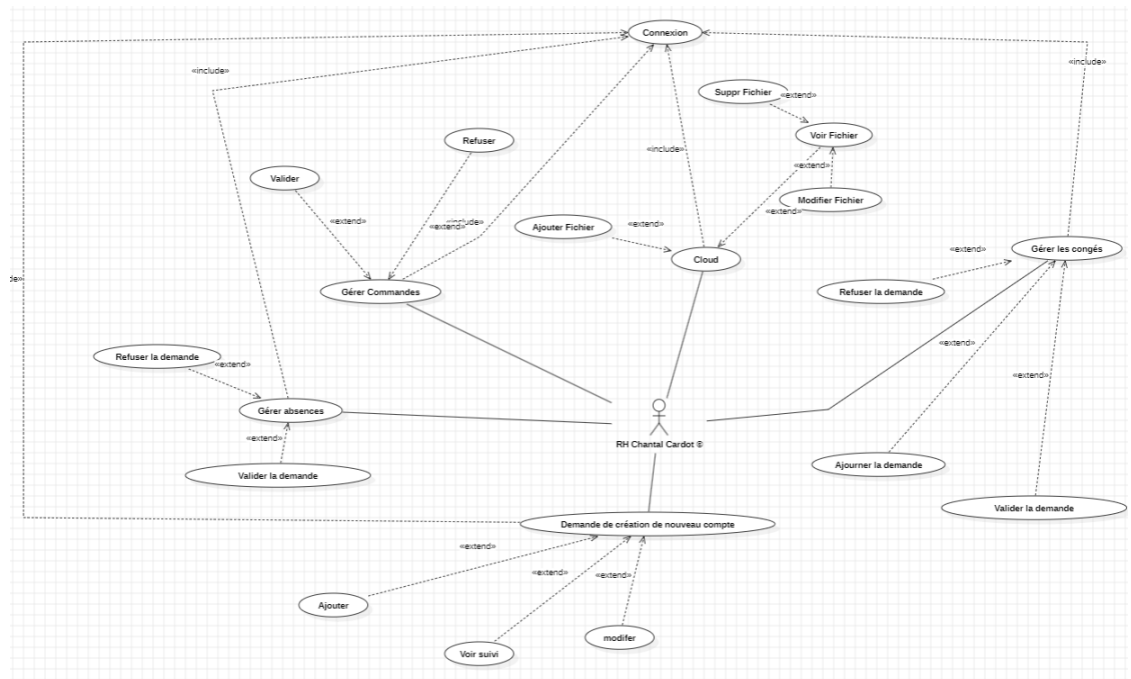 Connexion
«include»
«include»
Suppr Fichier
«extend»
Voir Fichier
Refuser
«include»
«extend»
Valider
Modifier Fichier
«extend»
«extend»
«include»
«extend»
Ajouter Fichier
«extend»
Gérer les congés
«extend»
Cloud
de»
Gérer Commandes
Refuser la demande
«extend»
Refuser la demande
«extend»
«extend»
Gérer absences
«extend»
RH Chantal Cardot ©
Ajourner la demande
Valider la demande
Valider la demande
Demande de création de nouveau compte
«extend»
«extend»
«extend»
Ajouter
modifer
Voir suivi